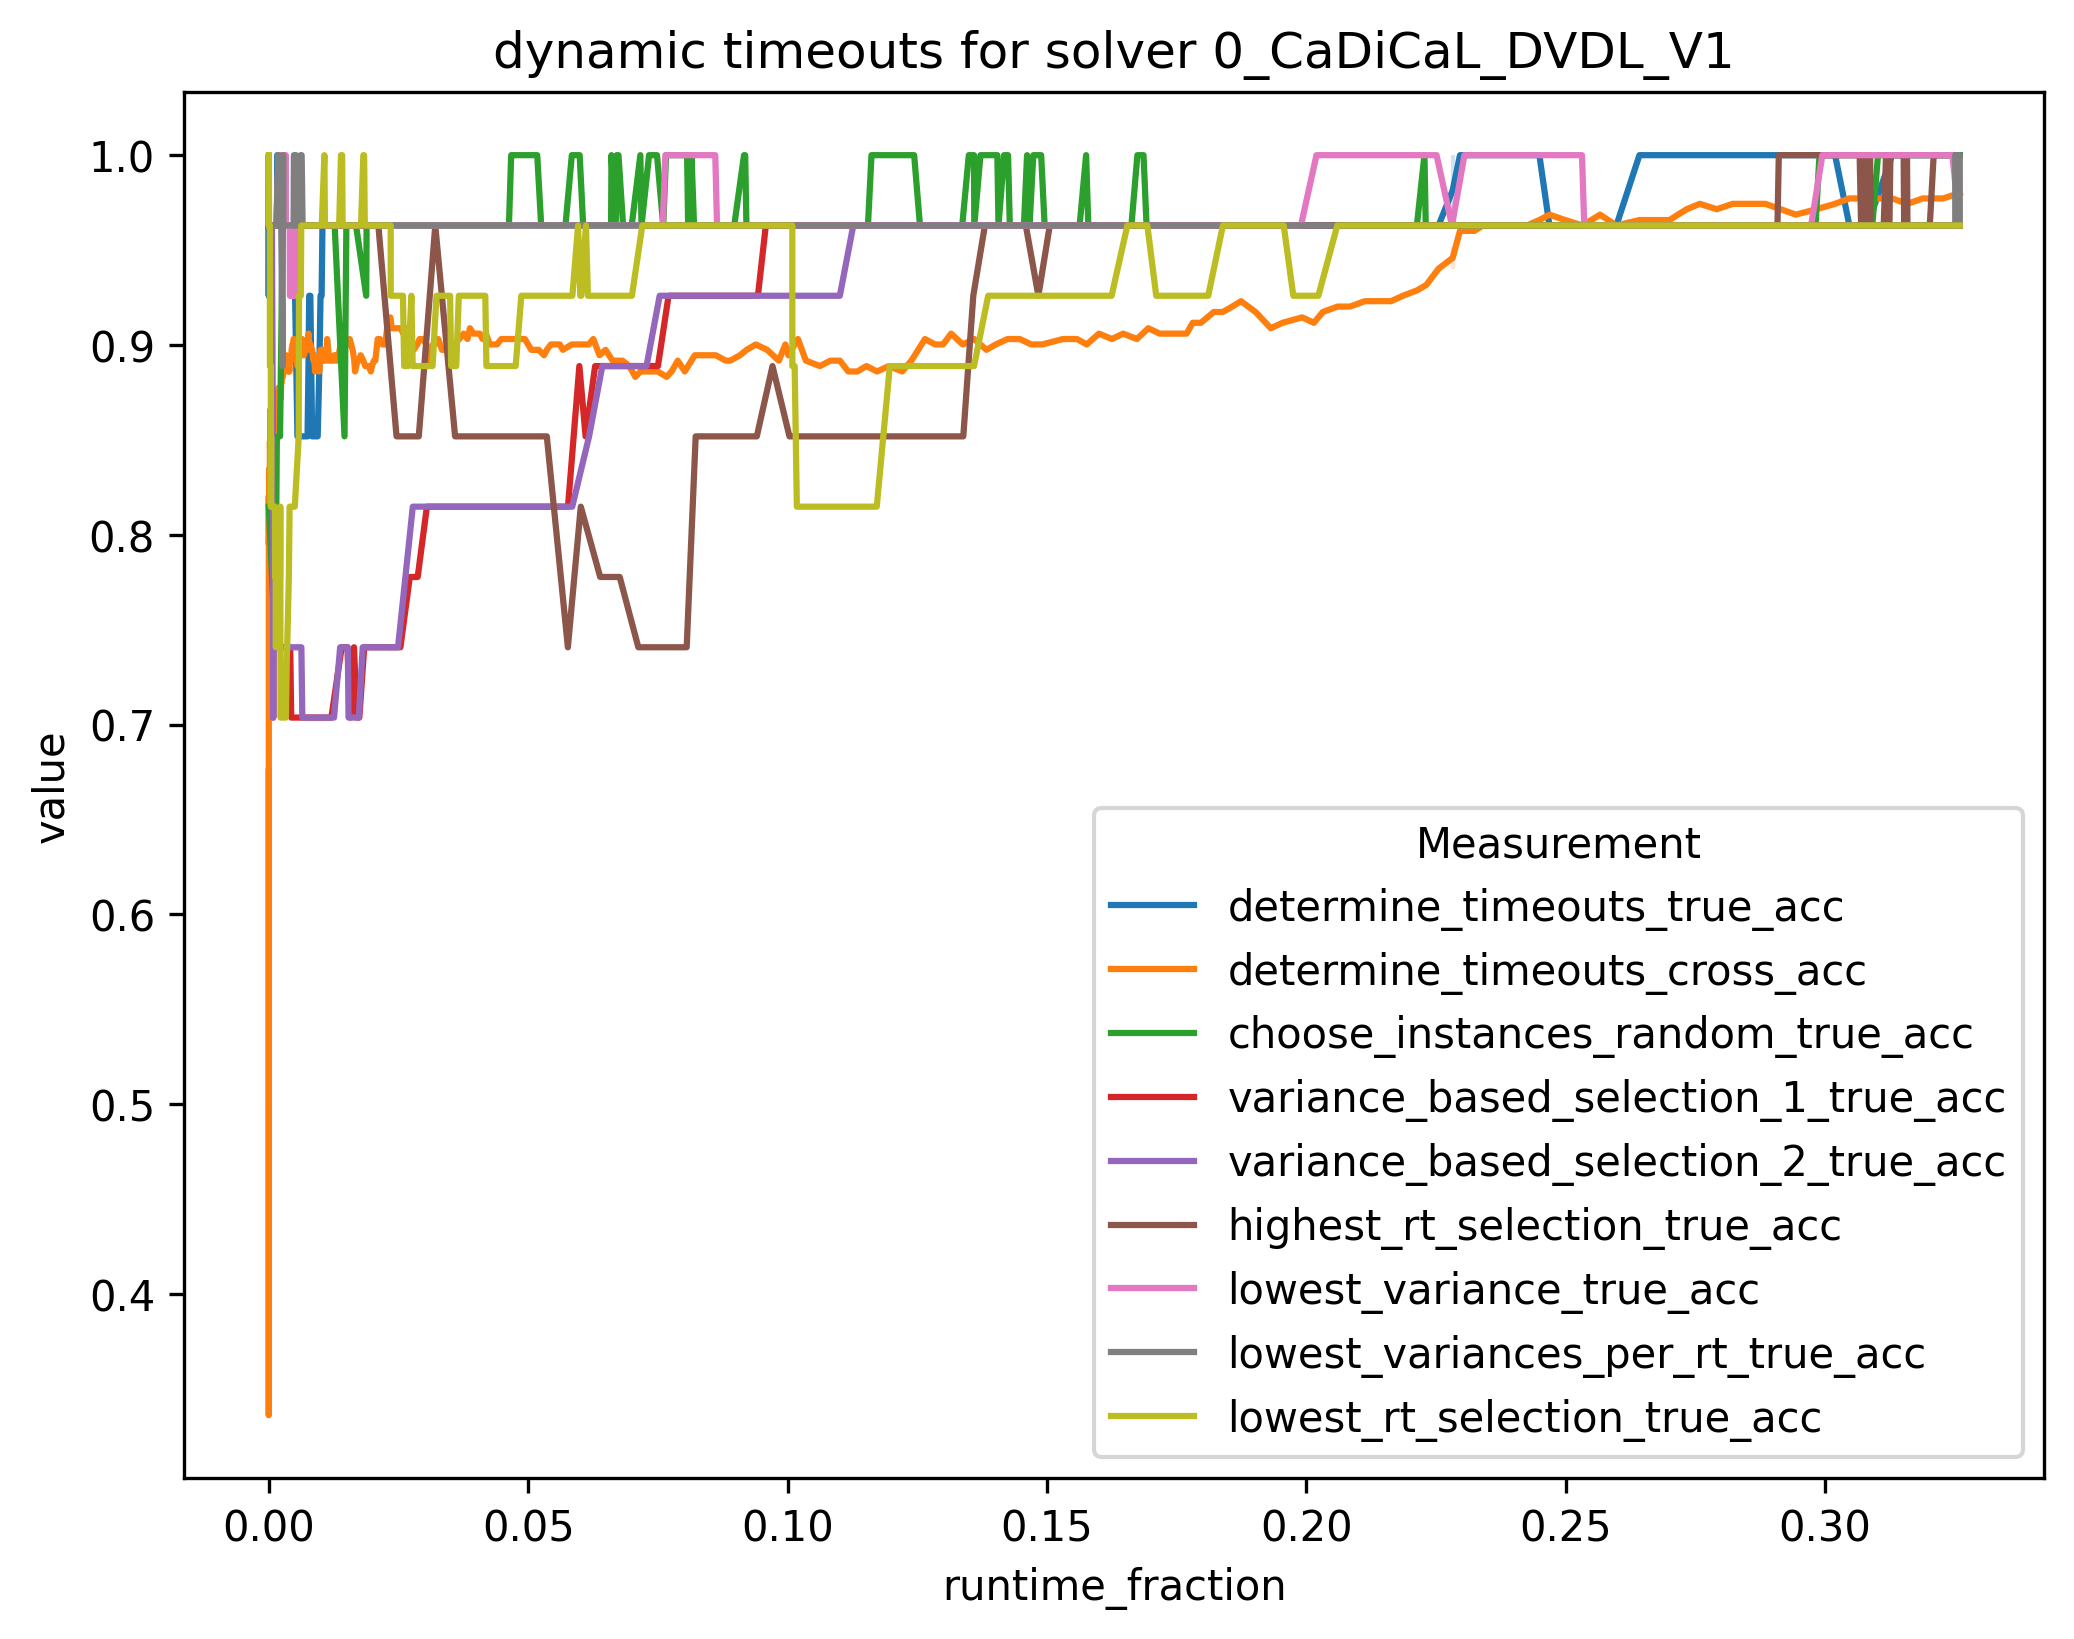 dynamic timeouts for solver 0_CaDiCaL_DVDL_V1
value
1.0
0.9
0.8
0.7
0.6
0.5
0.4
Measurement
determine_timeouts_true_acc
determine_timeouts_cross_acc
choose_instances_random_true_acc
variance_based_selection_1_true_acc
variance_based_selection_2_true_acc
highest_rt_selection_true_acc
lowest_variance_true_acc
lowest_variances_per_rt_true_acc
lowest_rt_selection_true_acc
0.00 0.05 0.10 0.15 0.20 0.25 0.30
runtime_fraction